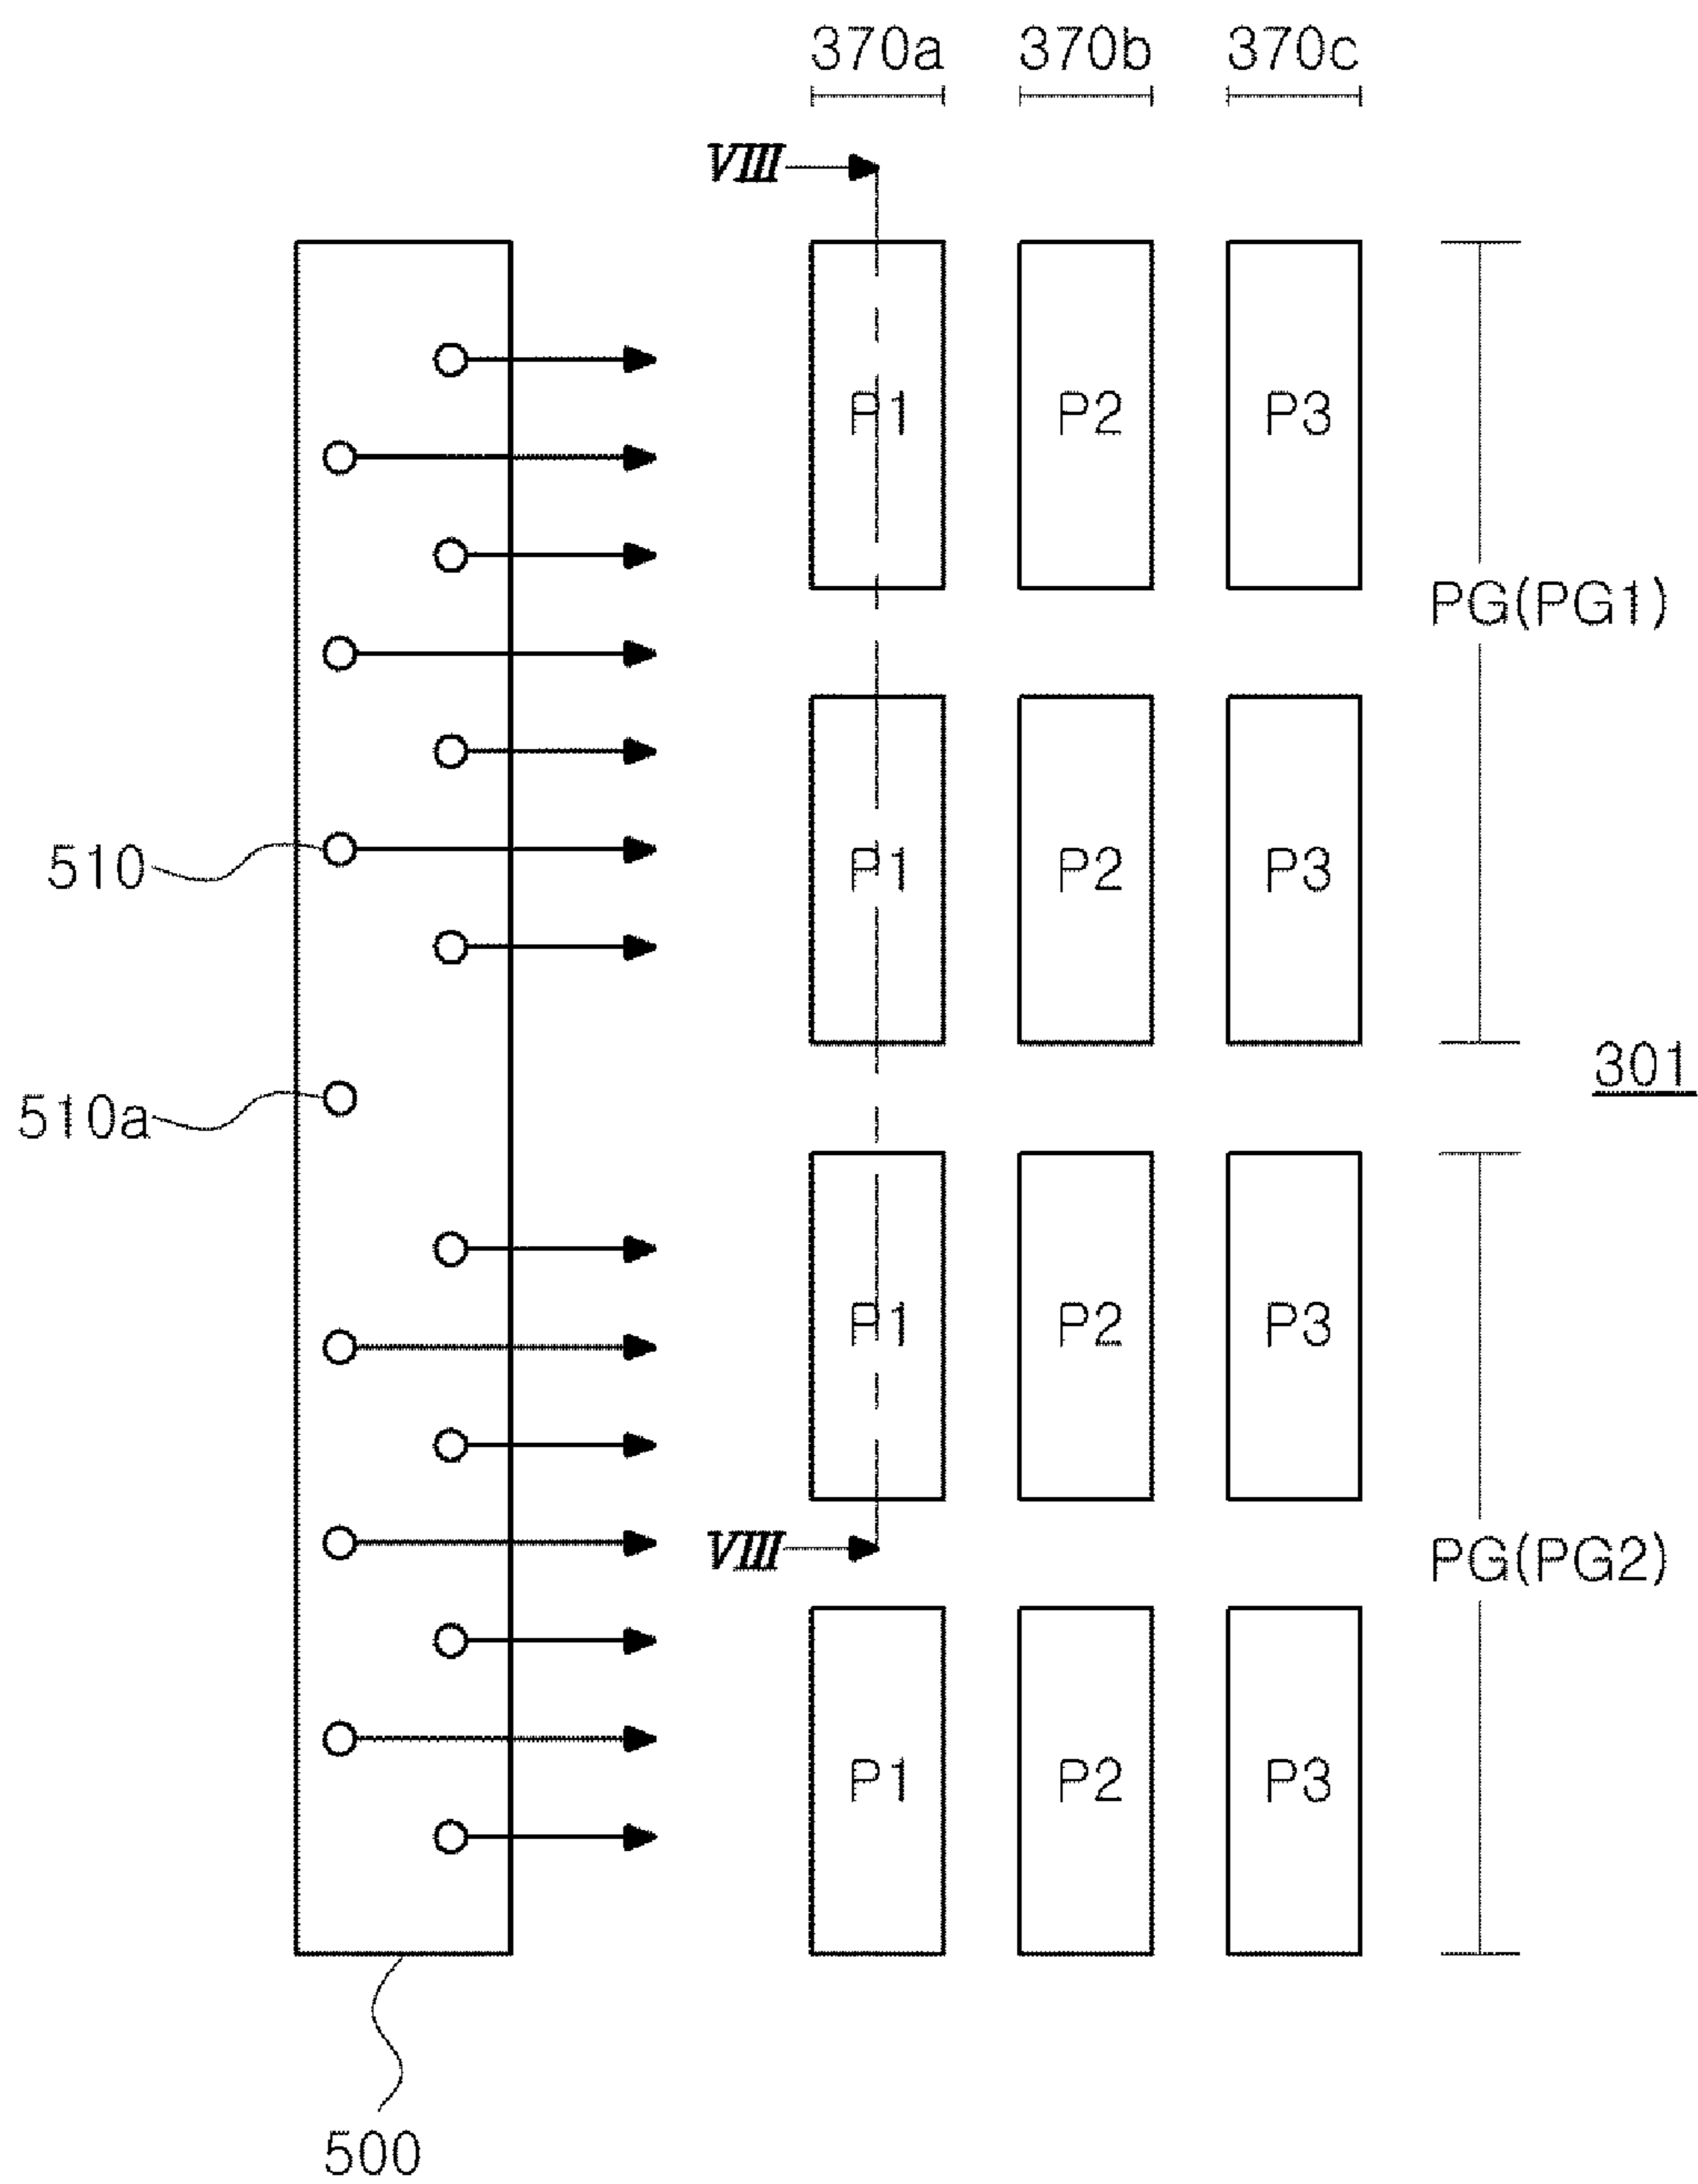 370a 370b 370c
VIII
P1 P2 P3
PG(PG1)
510
P1 P2 P3
301
510a
P1 P2 P3
VIII
PG(PG2)
P1 P2 P3
500